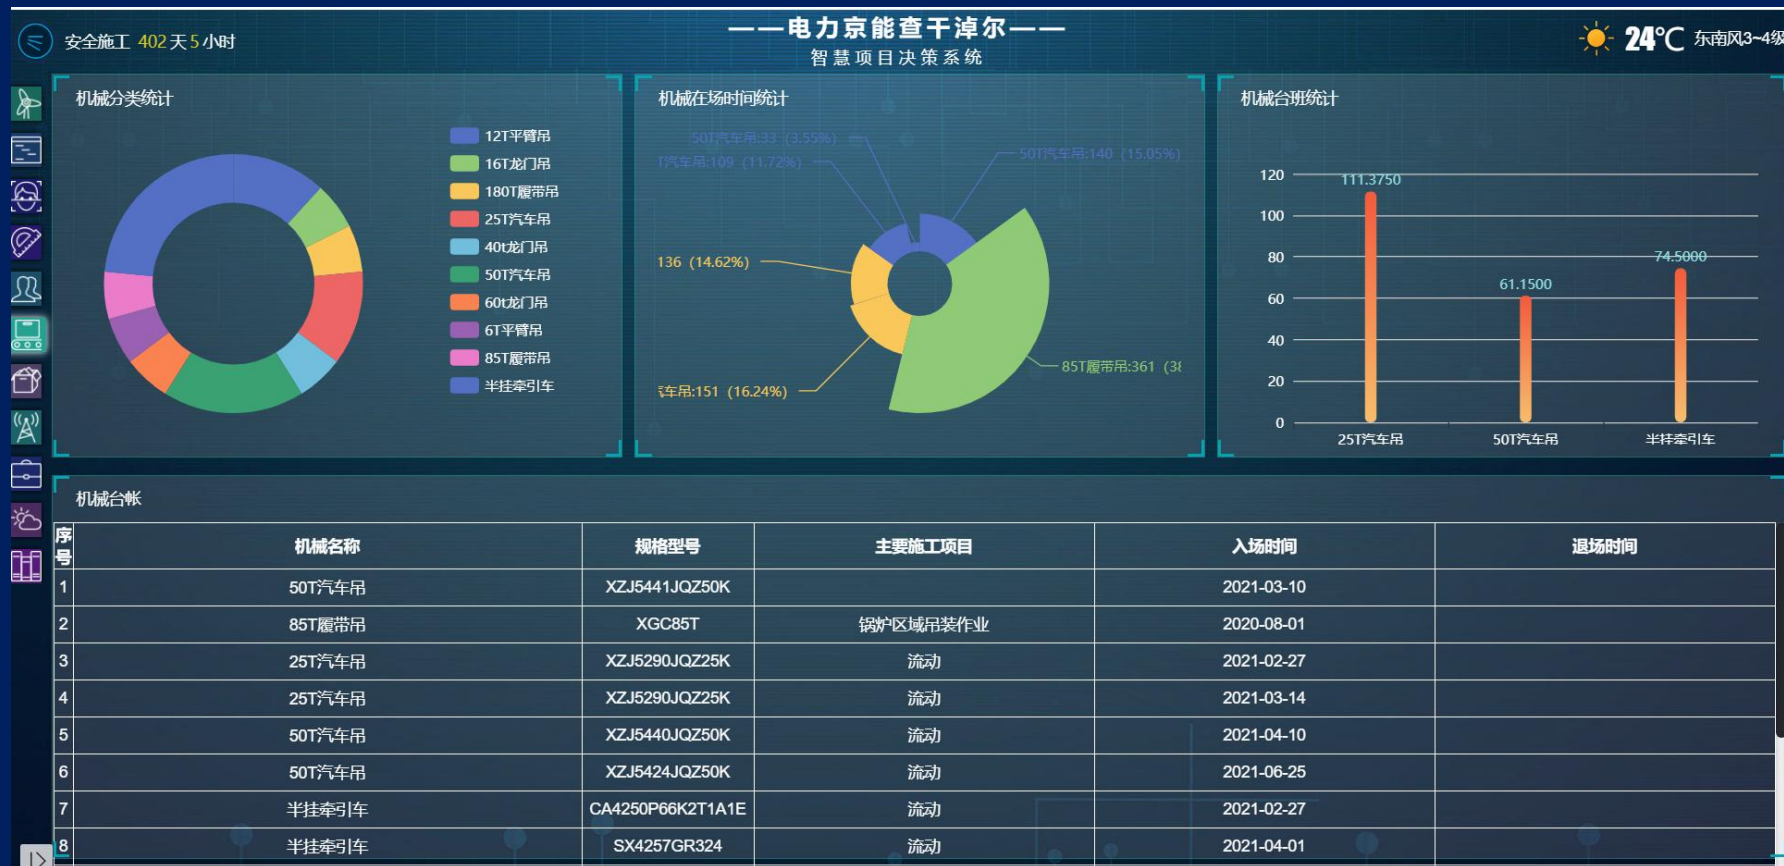 安全施工 402天5小时
——电力京能查干淖尔——
智慧项目决策系统
24°C 东南风3~4级
机械分类统计
12T平臂吊
16T龙门吊
180T履带吊
25T汽车吊
40t龙门吊
50T汽车吊
60t龙门吊
6T平臂吊
85T履带吊
半挂牵引车
机械在场时间统计
50T汽车吊:33 (3.55%)
T汽车吊:109 (11.72%)
50T汽车吊:140 (15.05%)
136 (14.62%)
车吊:151 (16.24%)
85T履带吊:361 (38
机械台班统计
120
100
80
60
40
20
0
111.3750
61.1500
74.5000
25T汽车吊
50T汽车吊
半挂牵引车
机械台帐
序号 机械名称 规格型号 主要施工项目 入场时间 退场时间
1 50T汽车吊 XZJ5441JQZ50K 2021-03-10
2 85T履带吊 XGC85T 锅炉区域吊装作业 2020-08-01
3 25T汽车吊 XZJ5290JQZ25K 流动 2021-02-27
4 25T汽车吊 XZJ5290JQZ25K 流动 2021-03-14
5 50T汽车吊 XZJ5440JQZ50K 流动 2021-04-10
6 50T汽车吊 XZJ5424JQZ50K 流动 2021-06-25
7 半挂牵引车 CA4250P66K2T1A1E 流动 2021-02-27
8 半挂牵引车 SX4257GR324 流动 2021-04-01